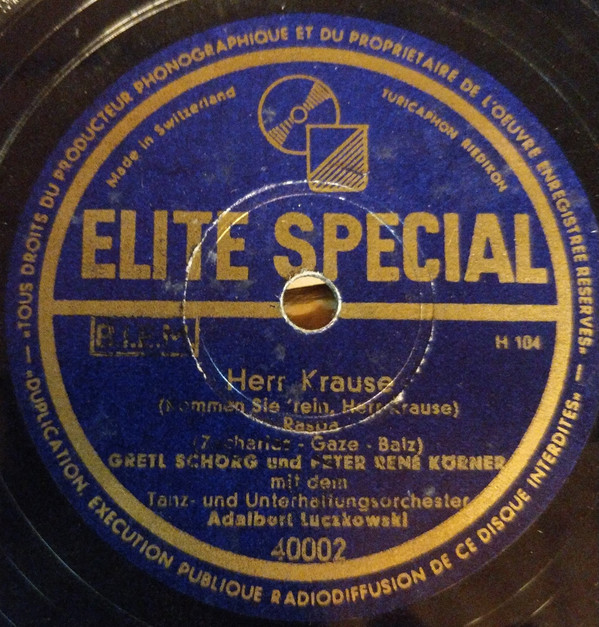 «TOUS DROITS DU PRODUCTEUR PHONOGRAPHIQUE ET DU PROPRIETAIRE DE L'OEUVRE ENREGISTREE RESERVES» —
Made in Switzerland
TURICAPHON RIEDIKON
ELITE SPECIAL
B.I.E.M
H 104
Herr Krause
(Kommen Sie 'rein, Herr Krause)
Raspa
(Zacharias - Gaze - Balz)
GRETL SCHÖRG und PETER RENÉ KÖRNER
mit dem
Tanz- und Unterhaltungsorchester
Adalbert Luczkowski
40002
«DUPLICATION, EXECUTION PUBLIQUE RADIODIFFUSION DE CE DISQUE INTERDITES» —